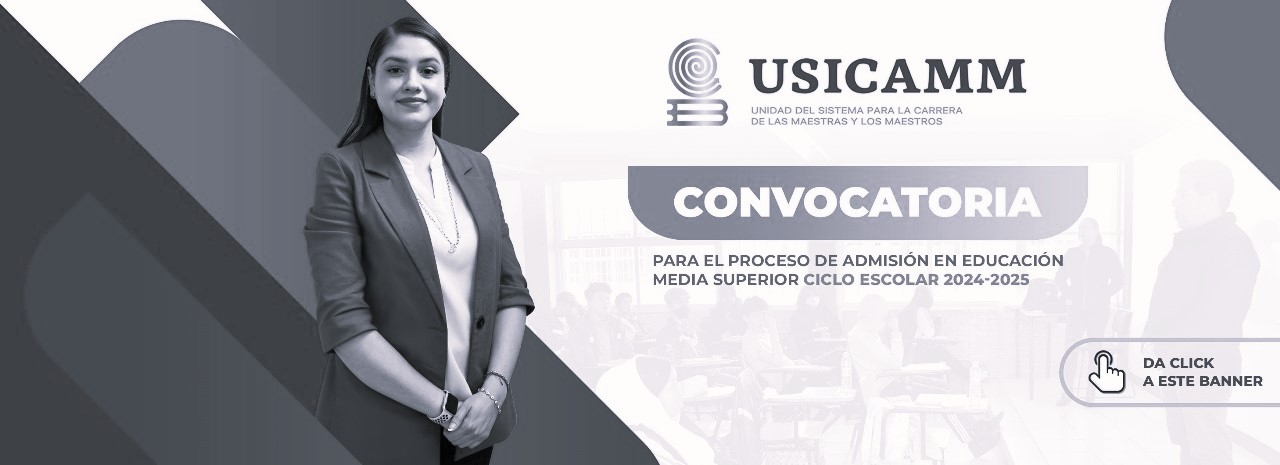 USICAMM
UNIDAD DEL SISTEMA PARA LA CARRERA
DE LAS MAESTRAS Y LOS MAESTROS
CONVOCATORIA
PARA EL PROCESO DE ADMISIÓN EN EDUCACIÓN
MEDIA SUPERIOR CICLO ESCOLAR 2024-2025
DA CLICK
A ESTE BANNER